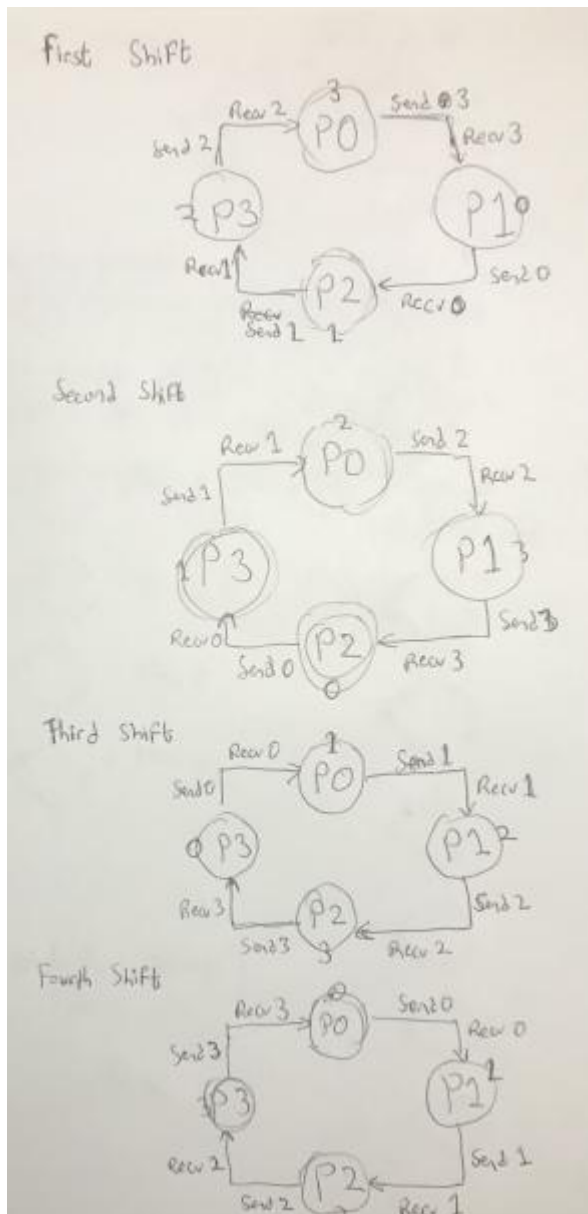 First Shift
Recv 2
3
Send 3
Send 2
P0
Recv 3
2 P3
P1 0
Recv 1
P2
Send 0
Recv
Recv 0
Send 1
1
Second Shift
2
Recv 1
P0
Send 2
Recv 2
Send 1
1 P3
P1 3
Recv 0
P2
Send 3
Send 0
Recv 3
0
Third Shift
1
Recv 0
P0
Send 1
Send 0
Recv 1
0 P3
P1 2
Recv 3
P2
Send 2
Send 3
3
Recv 2
Fourth Shift
0
Recv 3
P0
Send 0
Recv 0
Send 3
3 P3
P1 1
Recv 2
P2
Send 1
Send 2
Recv 1